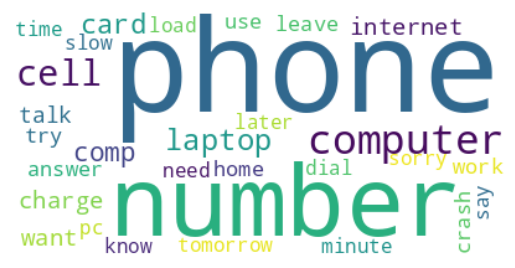 time card load use leave internet
slow phone
cell
talk later
try laptop computer
comp sorry
answer need home dial work
charge number crash say
want pc
know tomorrow minute